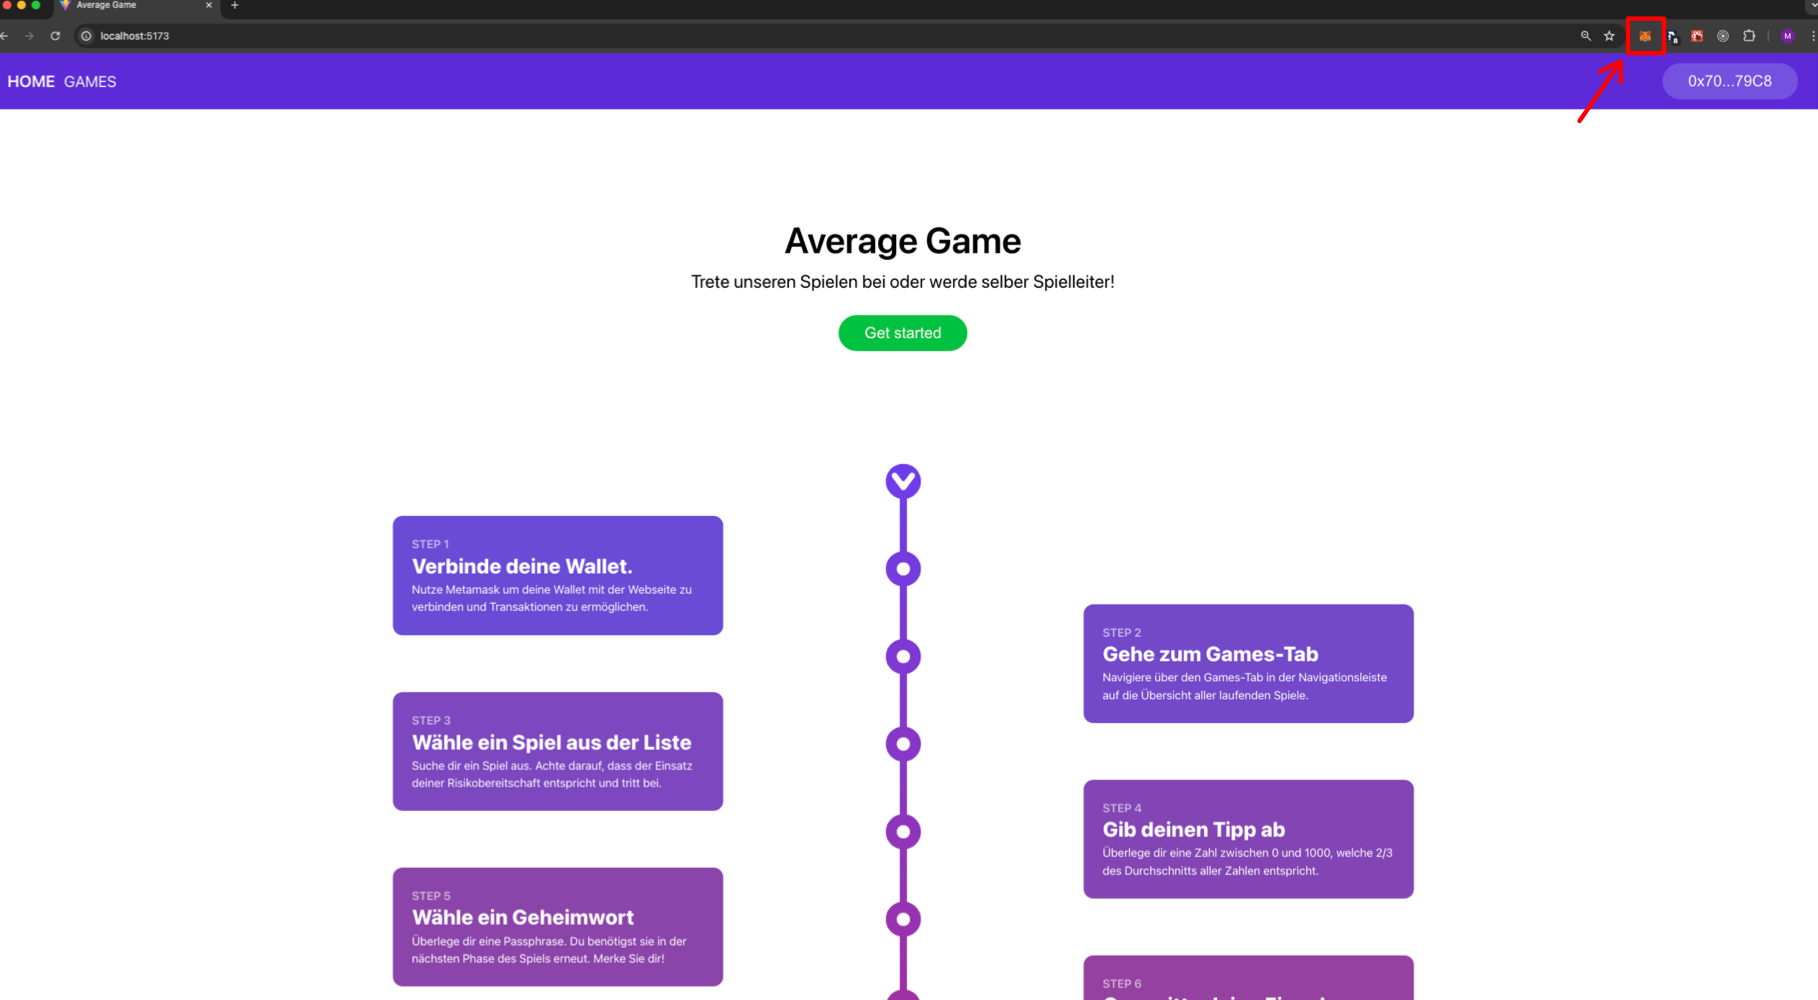 Average Game
localhost:5173
M
HOME GAMES
0x70...79C8
Average Game
Trete unseren Spielen bei oder werde selber Spielleiter!
Get started
STEP 1
Verbinde deine Wallet.
Nutze Metamask um deine Wallet mit der Webseite zu
verbinden und Transaktionen zu ermöglichen.
STEP 2
Gehe zum Games-Tab
Navigiere über den Games-Tab in der Navigationsleiste
auf die Übersicht aller laufenden Spiele.
STEP 3
Wähle ein Spiel aus der Liste
Suche dir ein Spiel aus. Achte darauf, dass der Einsatz
deiner Risikobereitschaft entspricht und tritt bei.
STEP 4
Gib deinen Tipp ab
Überlege dir eine Zahl zwischen 0 und 1000, welche 2/3
des Durchschnitts aller Zahlen entspricht.
STEP 5
Wähle ein Geheimwort
Überlege dir eine Passphrase. Du benötigst sie in der
nächsten Phase des Spiels erneut. Merke Sie dir!
STEP 6